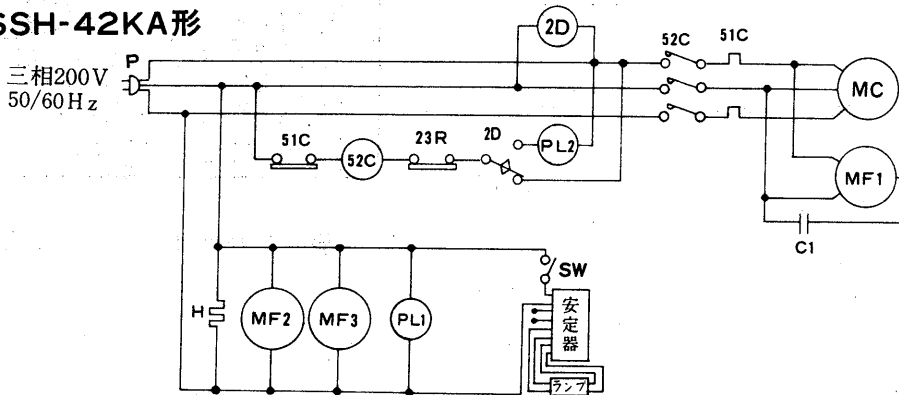 SSH-42KA形
三相200V
50/60Hz
P
2D
52C
51C
MC
51C
52C
23R
2D
PL2
MF1
C1
H
MF2
MF3
PL1
SW
安定器
ランプ